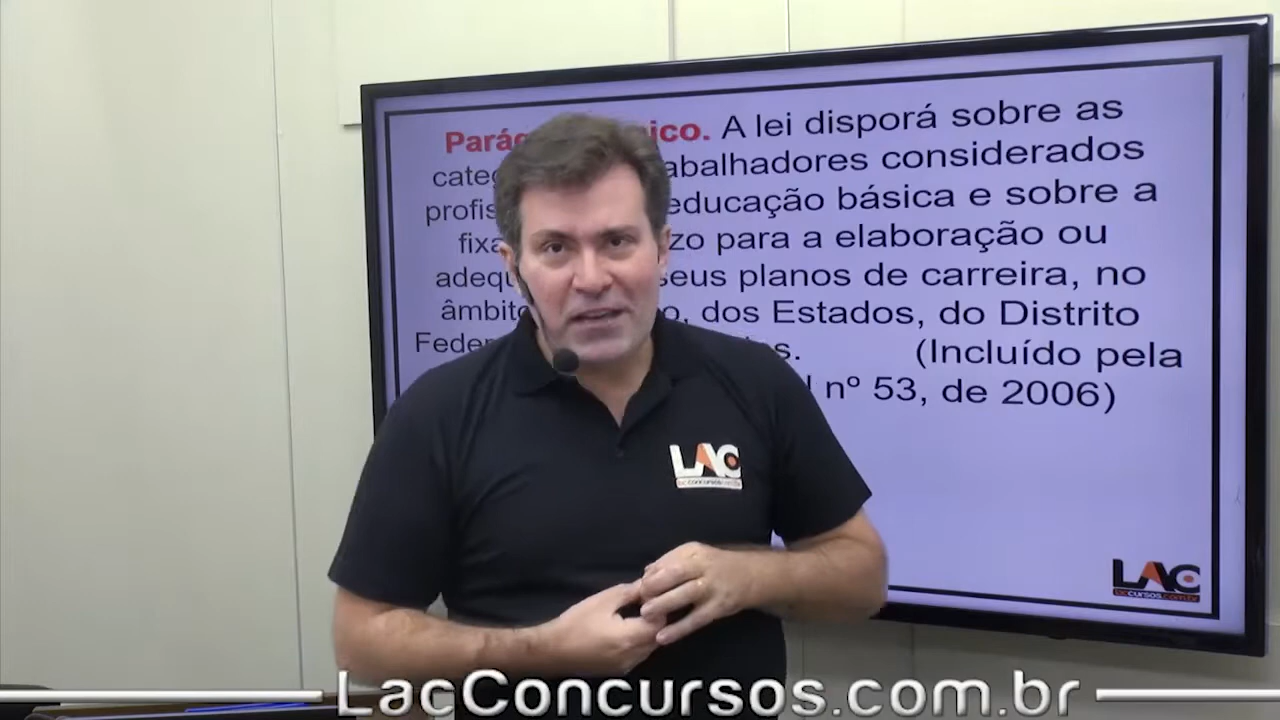 Parág nico. A lei disporá sobre as
categ abalhadores considerados
profis educação básica e sobre a
fixa zo para a elaboração ou
adequ seus planos de carreira, no
âmbito o, dos Estados, do Distrito
Feder s. (Incluído pela
nº 53, de 2006)
LAC
LAC
LacConcursos.com.br